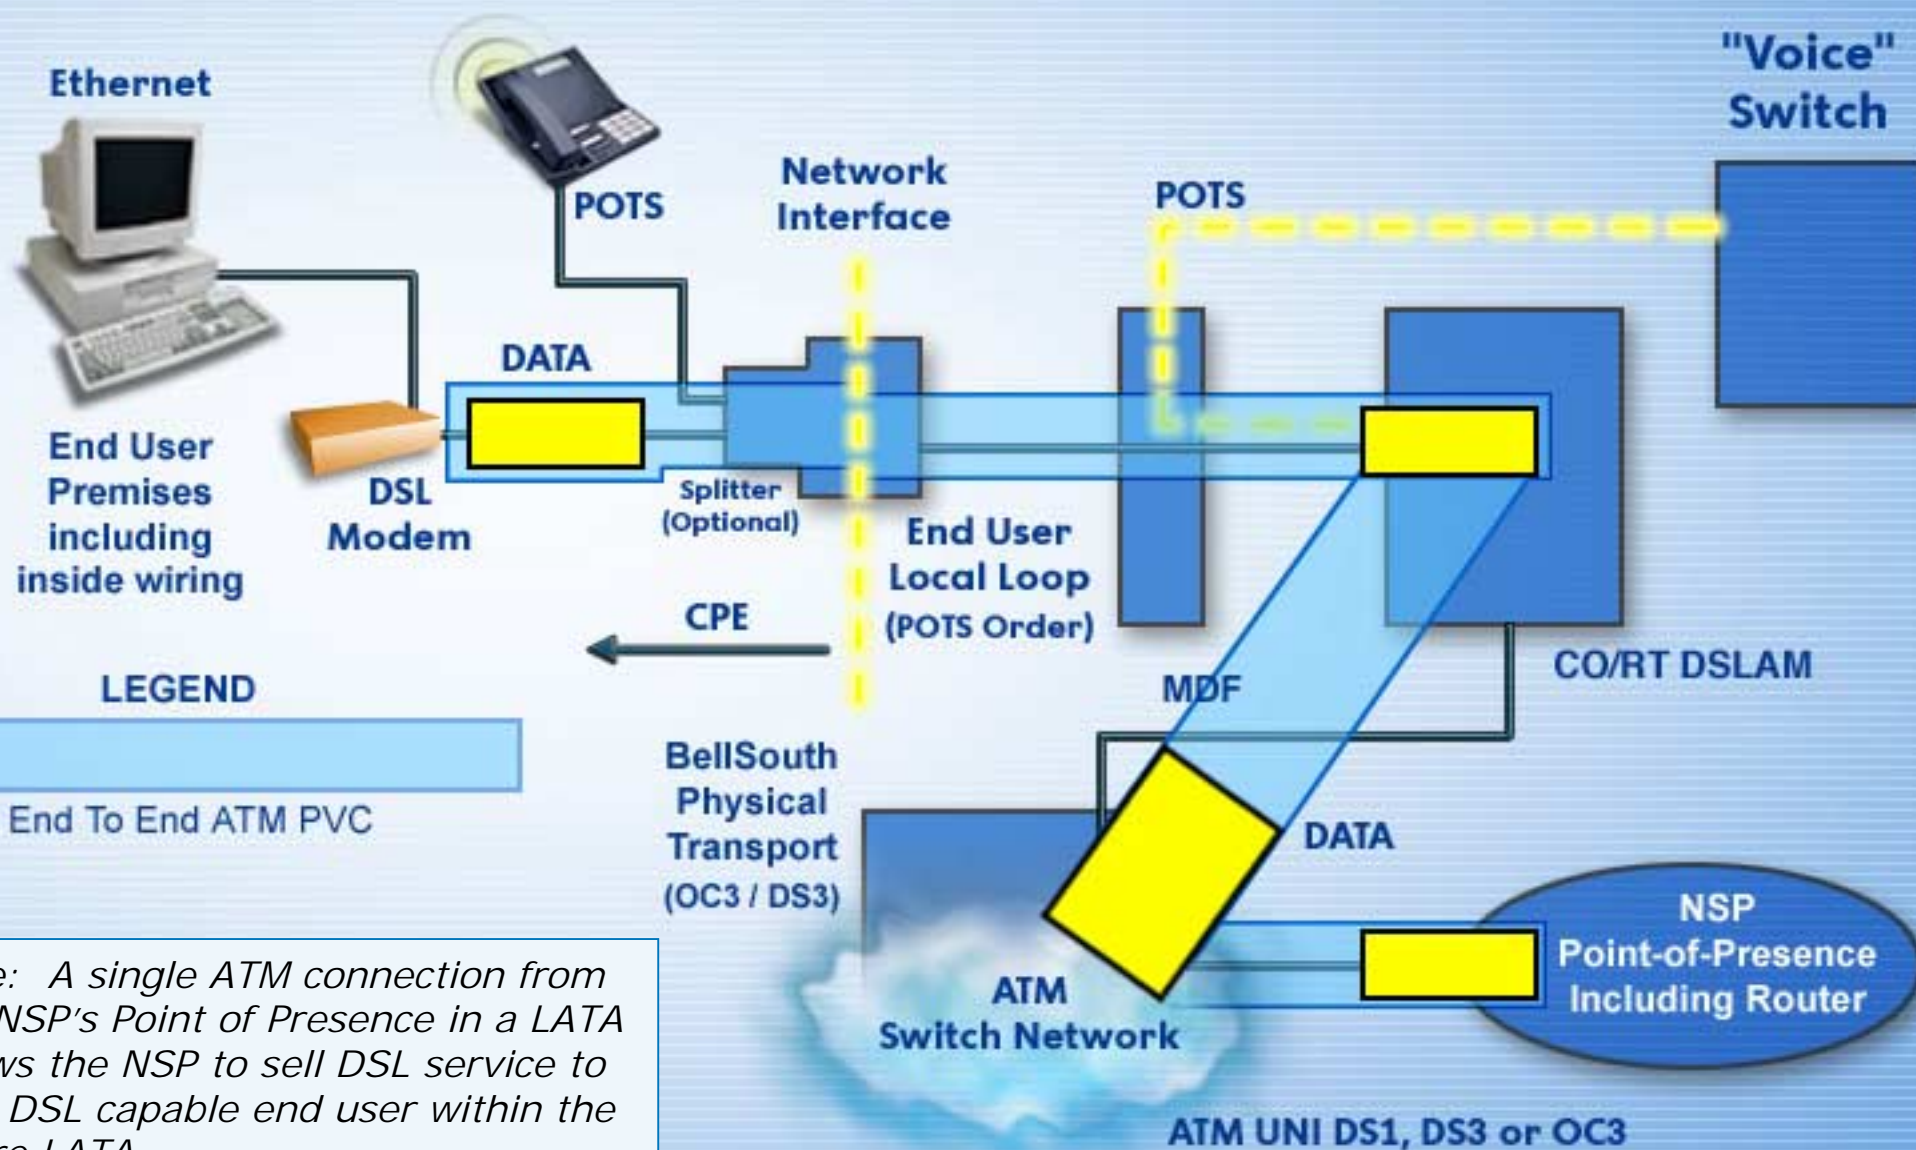 "Voice"
Switch
Ethernet
Network
Interface
POTS
POTS
DATA
End User
Premises
including
inside wiring
DSL
Modem
Splitter
(Optional)
End User
Local Loop
(POTS Order)
CPE
CO/RT DSLAM
LEGEND
MDF
End To End ATM PVC
BellSouth
Physical
Transport
(OC3 / DS3)
DATA
NSP
Point-of-Presence
Including Router
ATM
Switch Network
A single ATM connection from
NSP's Point of Presence in a LATA
the NSP to sell DSL service to
DSL capable end user within the
LATA
ATM UNI DS1, DS3 or OC3